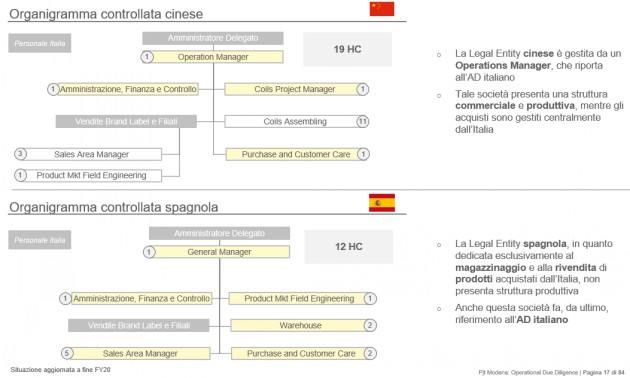 Organigramma controllata cinese
Personale Italia
Amministratore Delegato
1 Operation Manager
19 HC
1 Amministrazione, Finanza e Controllo
Coils Project Manager 1
Vendite Brand Label e Filiali
Coils Assembling 11
3 Sales Area Manager
Purchase and Customer Care 1
1 Product Mkt Field Engineering
o La Legal Entity cinese è gestita da un
Operations Manager, che riporta
all'AD italiano
o Tale società presenta una struttura
commerciale e produttiva, mentre gli
acquisti sono gestiti centralmente
dall'Italia
Organigramma controllata spagnola
Personale Italia
Amministratore Delegato
1 General Manager
12 HC
1 Amministrazione, Finanza e Controllo
Product Mkt Field Engineering 1
Vendite Brand Label e Filiali
Warehouse 2
5 Sales Area Manager
Purchase and Customer Care 2
o La Legal Entity spagnola, in quanto
dedicata esclusivamente al
magazzinaggio e alla rivendita di
prodotti acquistati dall'Italia, non
presenta struttura produttiva
o Anche questa società fa, da ultimo,
riferimento all'AD italiano
Situazione aggiornata a fine FY20
Modena: Operational Due Diligence | Pagina 17 di 84